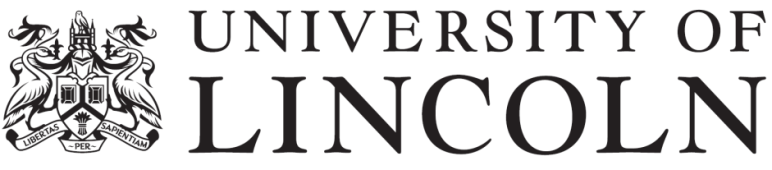 UNIVERSITY OF
LINCOLN
LIBERTAS
~PER~
SAPIENTIAM